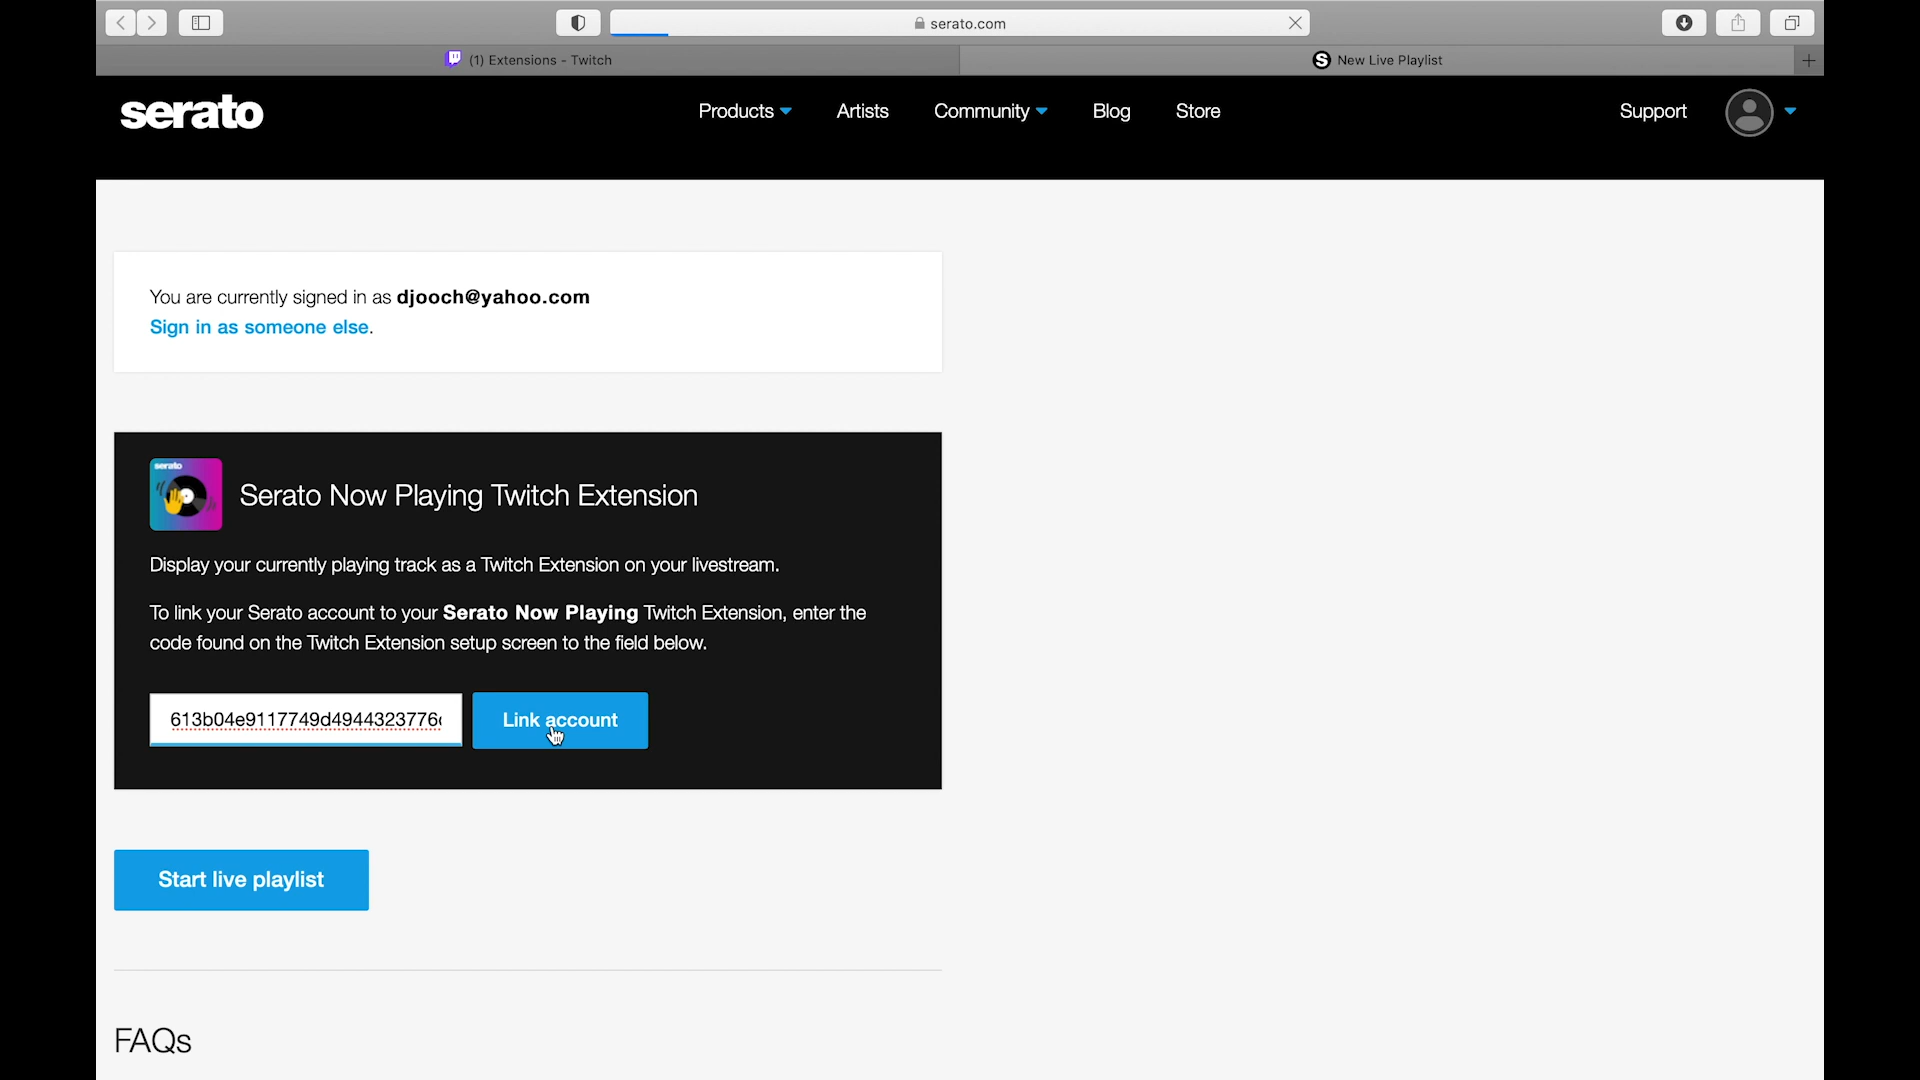 serato.com
(1) Extensions - Twitch
New Live Playlist
serato
Products
Artists
Community
Blog
Store
Support
You are currently signed in as djooch@yahoo.com
Sign in as someone else.
serato
Serato Now Playing Twitch Extension
Display your currently playing track as a Twitch Extension on your livestream.
To link your Serato account to your Serato Now Playing Twitch Extension, enter the
code found on the Twitch Extension setup screen to the field below.
613b04e9117749d4944323776
Link account
Start live playlist
FAQs